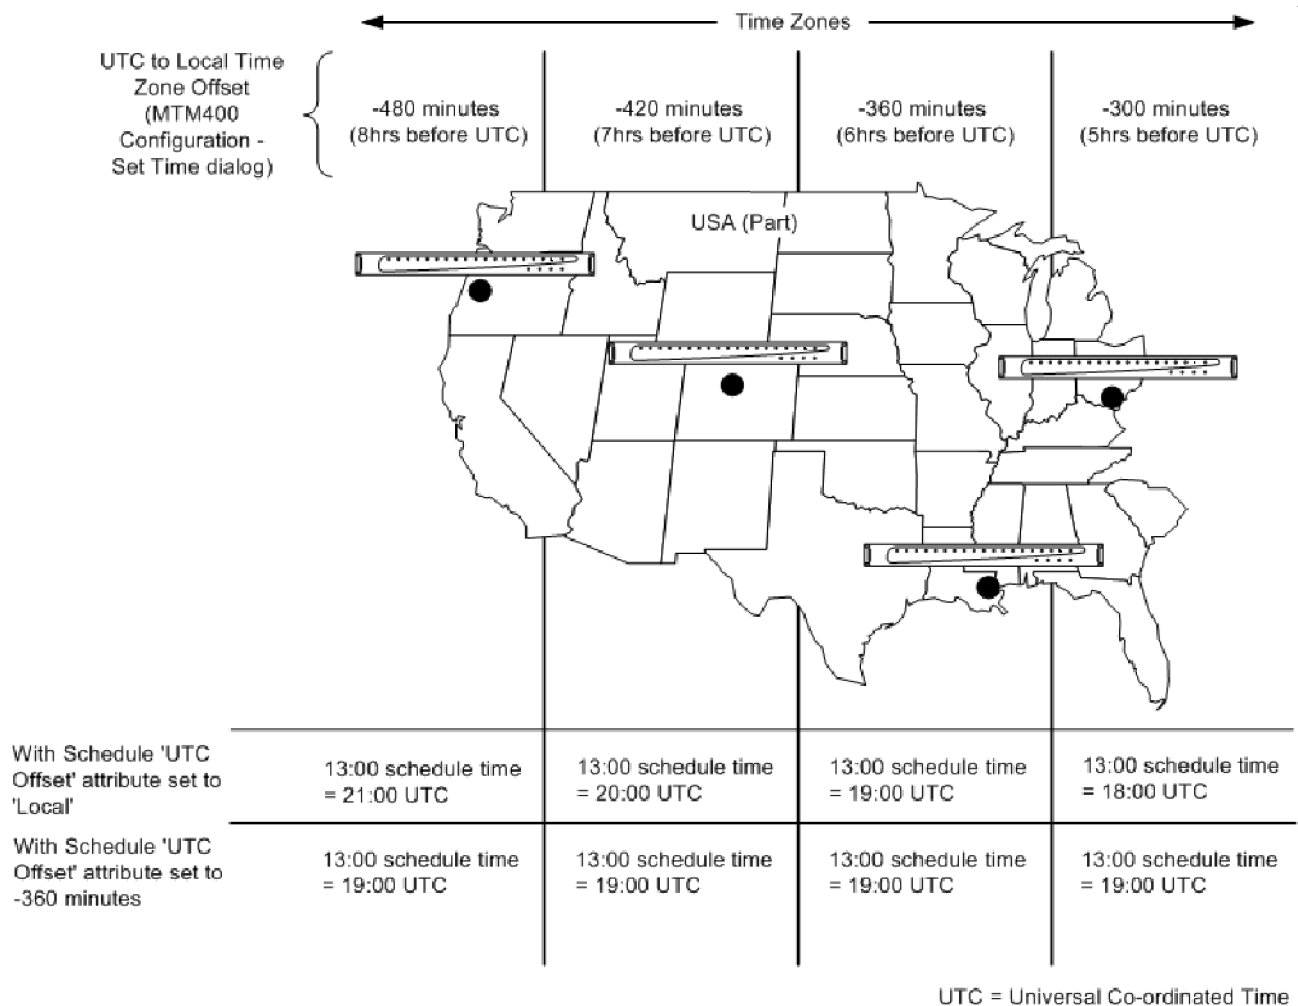 Time Zones
UTC to Local Time
Zone Offset
(MTM400
Configuration -
Set Time dialog)
-480 minutes
(8hrs before UTC)
-420 minutes
(7hrs before UTC)
-360 minutes
(6hrs before UTC)
-300 minutes
(5hrs before UTC)
USA (Part)
With Schedule 'UTC
Offset' attribute set to
'Local'
13:00 schedule time
= 21:00 UTC
13:00 schedule time
= 20:00 UTC
13:00 schedule time
= 19:00 UTC
13:00 schedule time
= 18:00 UTC
With Schedule 'UTC
Offset' attribute set to
-360 minutes
13:00 schedule time
= 19:00 UTC
13:00 schedule time
= 19:00 UTC
13:00 schedule time
= 19:00 UTC
13:00 schedule time
= 19:00 UTC
UTC = Universal Co-ordinated Time